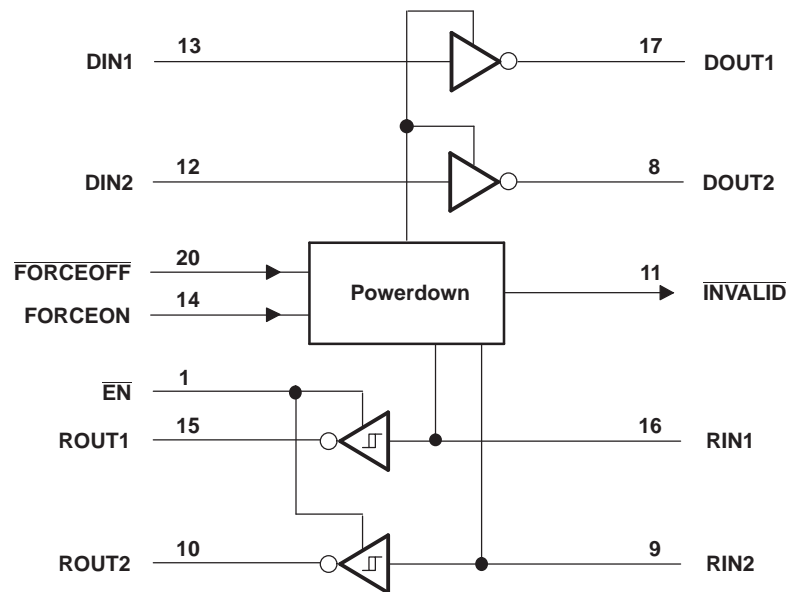 DIN1 13 17 DOUT1
DIN2 12 8 DOUT2
FORCEOFF 20 11 INVALID
Powerdown
FORCEON 14
EN 1
ROUT1 15 16 RIN1
ROUT2 10 9 RIN2